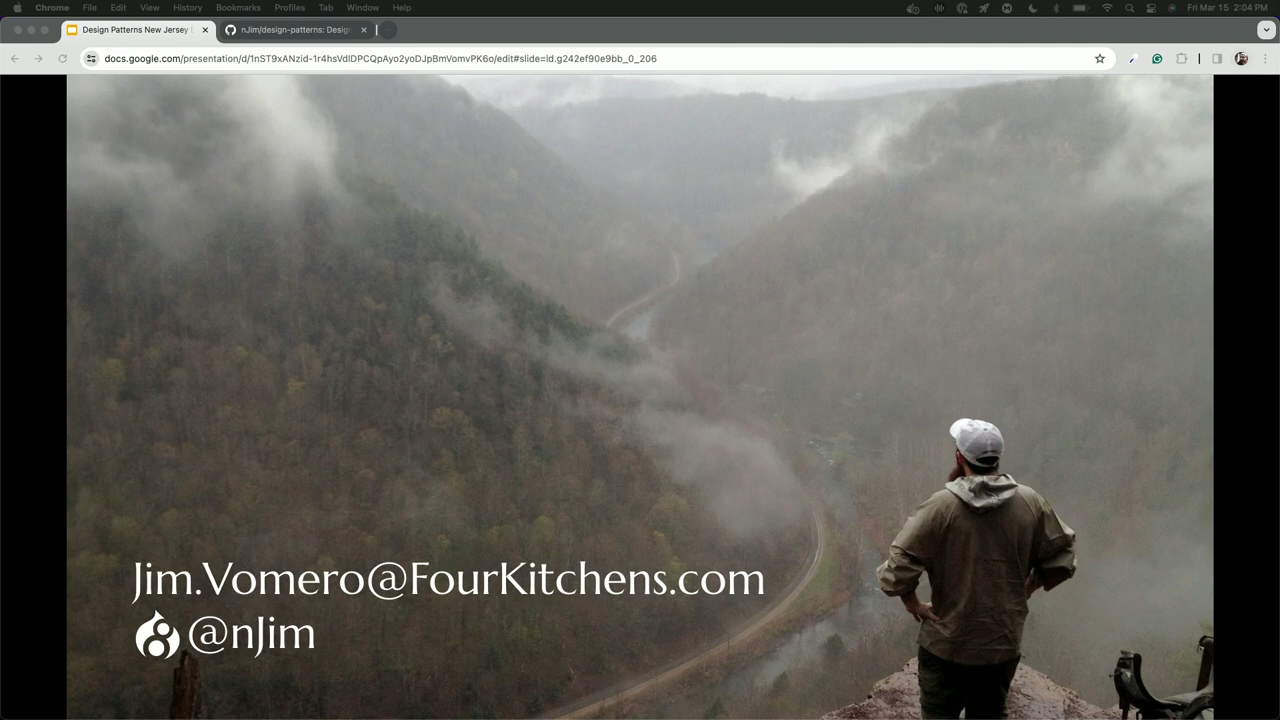 Chrome File Edit View History Bookmarks Profiles Tab Window Help Fri Mar 15 2:04 PM
Design Patterns New Jersey nJim/design-patterns: Desig
docs.google.com/presentation/d/1nST9xANzid-1r4hsVdlDPCQpAyo2yoDJpBmVomvPK6o/edit#slide=id.g242ef90e9bb_0_206
Jim.Vomero@FourKitchens.com
@nJim